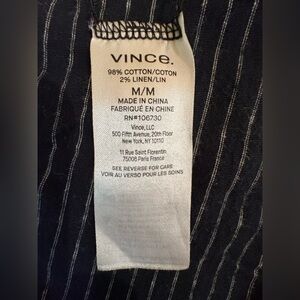 VINCE.
98% COTTON/COTON
2% LINEN/LIN
M/M
MADE IN CHINA
FABRIQUÉ EN CHINE
RN#106730
Vince, LLC
500 Fifth Avenue, 20th Floor
New York, NY 10110
11 Rue Saint Florentin
75008 Paris France
SEE REVERSE FOR CARE
VOIR AU VERSO POUR LES SOINS